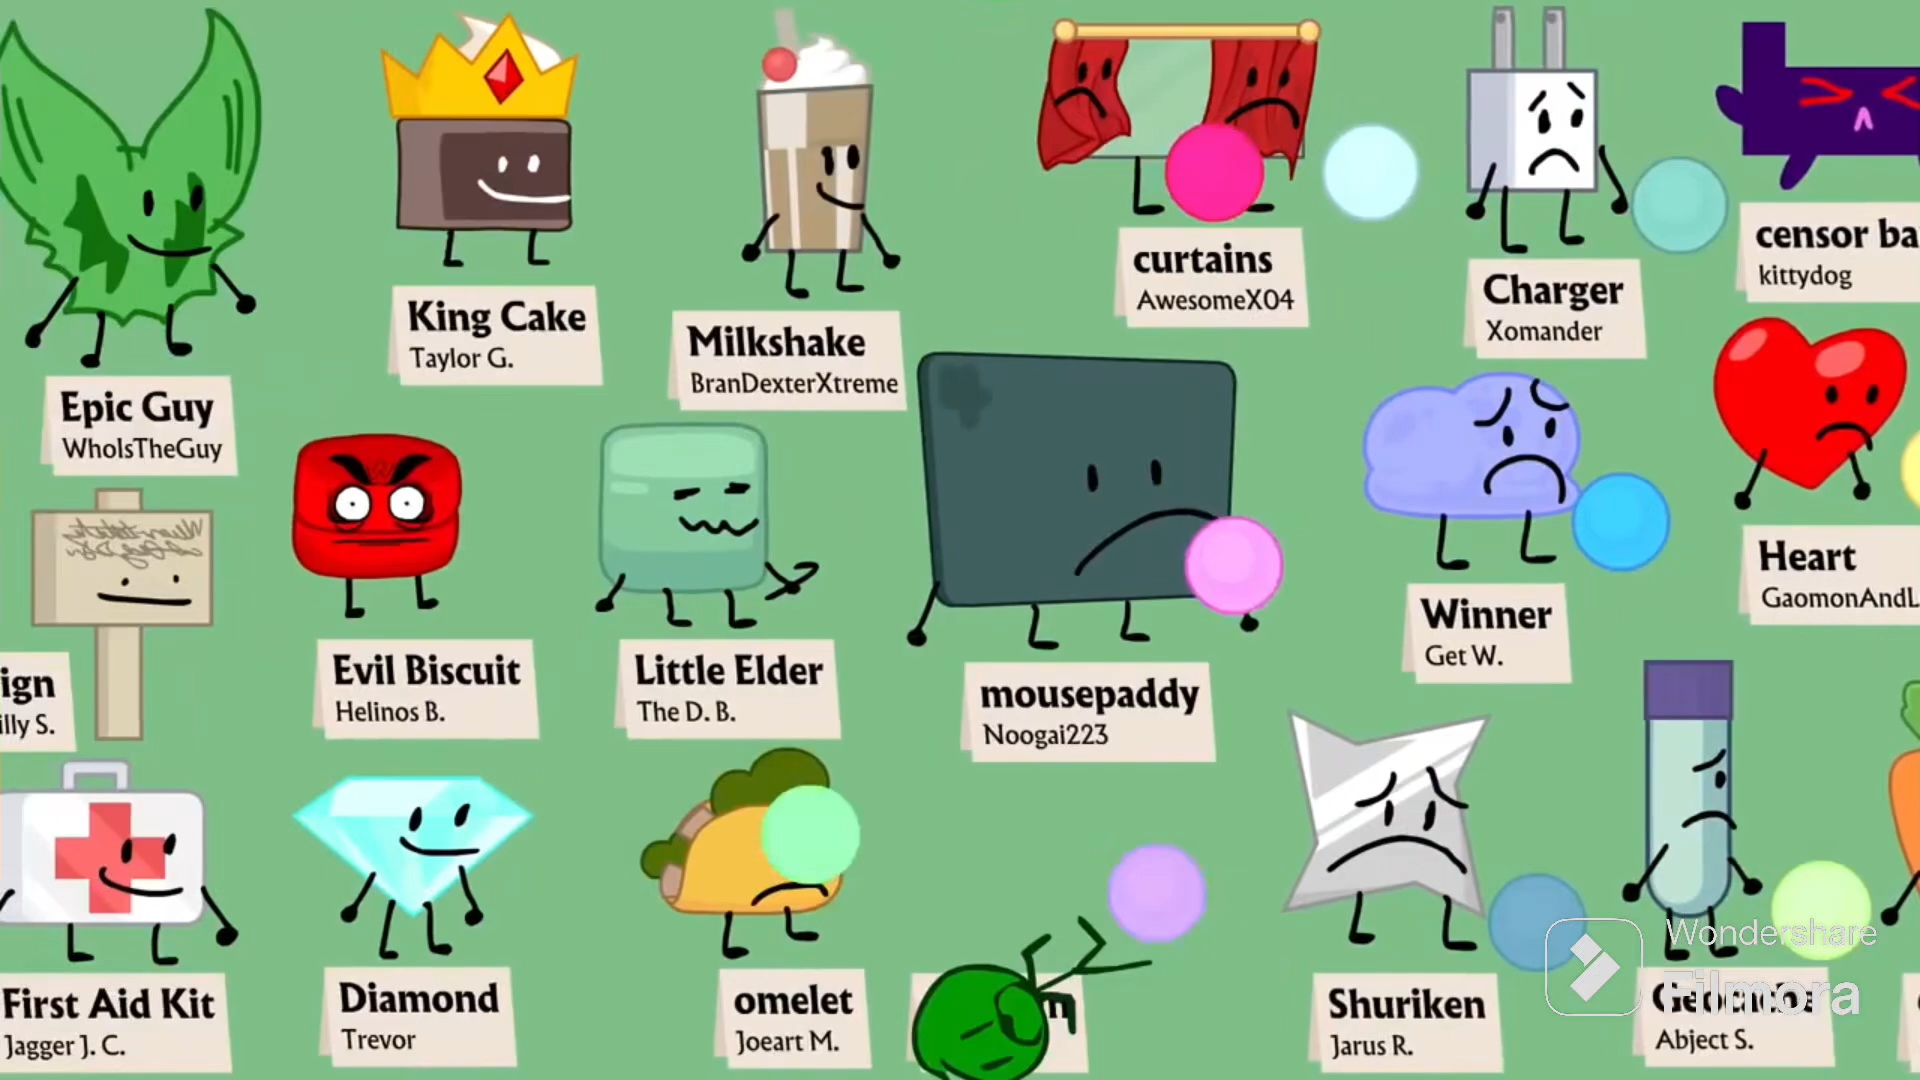 Epic Guy
WhoIsTheGuy
King Cake
Taylor G.
Milkshake
BranDexterXtreme
curtains
AwesomeX04
Charger
Xomander
censor ba
kittydog
ign
illy S.
Evil Biscuit
Helinos B.
Little Elder
The D. B.
mousepaddy
Noogai223
Winner
Get W.
Heart
GaomonAndL
First Aid Kit
Jagger J. C.
Diamond
Trevor
omelet
Joeart M.
Shuriken
Jarus R.
Abject S.
Wondershare
Filmora